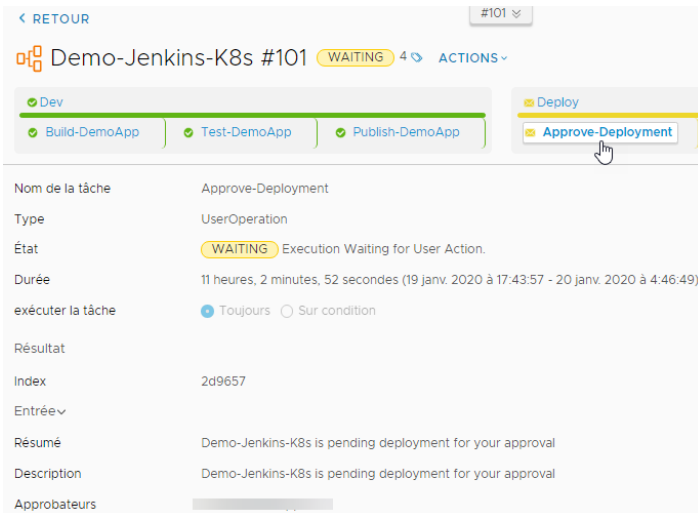 RETOUR
#101
Demo-Jenkins-K8s #101 WAITING 4 ACTIONS
Dev
Deploy
Build-DemoApp Test-DemoApp Publish-DemoApp Approve-Deployment
Nom de la tâche Approve-Deployment
Type UserOperation
État WAITING Execution Waiting for User Action.
Durée 11 heures, 2 minutes, 52 secondes (19 janv. 2020 à 17:43:57 - 20 janv. 2020 à 4:46:49)
exécuter la tâche Toujours Sur condition
Résultat
Index 2d9657
Entrée
Résumé Demo-Jenkins-K8s is pending deployment for your approval
Description Demo-Jenkins-K8s is pending deployment for your approval
Approbateurs